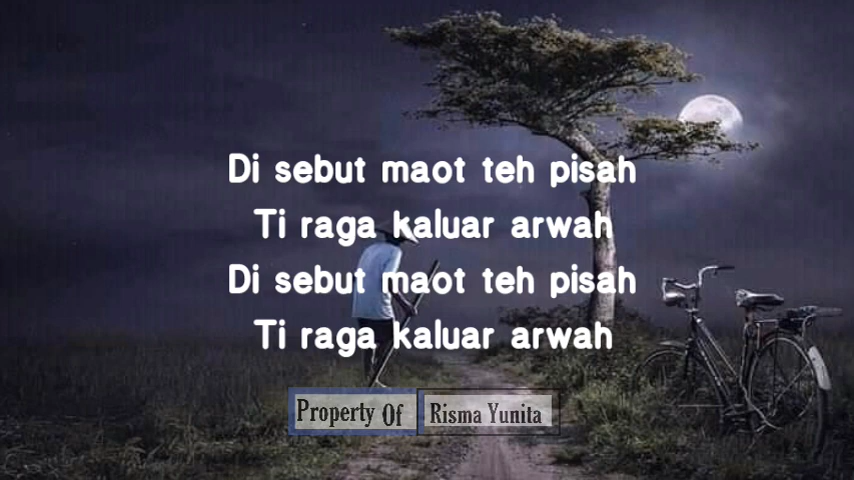 Di sebut maot teh pisah
Ti raga kaluar arwah
Di sebut maot teh pisah
Ti raga kaluar arwah
Property Of Risma Yunita